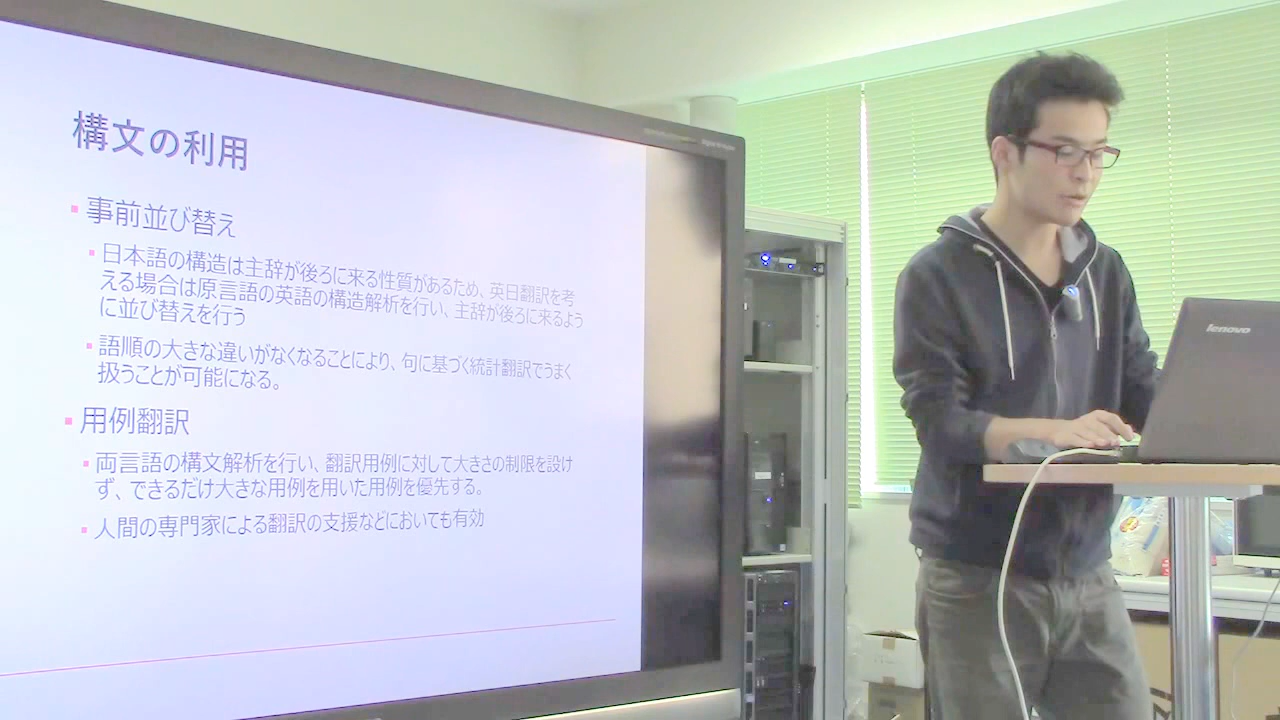 構文の利用
事前並び替え
日本語の構造は主辞が後ろに来る性質があるため、英日翻訳を考
える場合は原言語の英語の構造解析を行い、主辞が後ろに来るよう
に並び替えを行う
語順の大きな違いがなくなることにより、句に基づく統計翻訳でうまく
扱うことが可能になる。
用例翻訳
両言語の構文解析を行い、翻訳用例に対して大きさの制限を設け
ず、できるだけ大きな用例を用いた用例を優先する。
人間の専門家による翻訳の支援などにおいても有効
lenovo